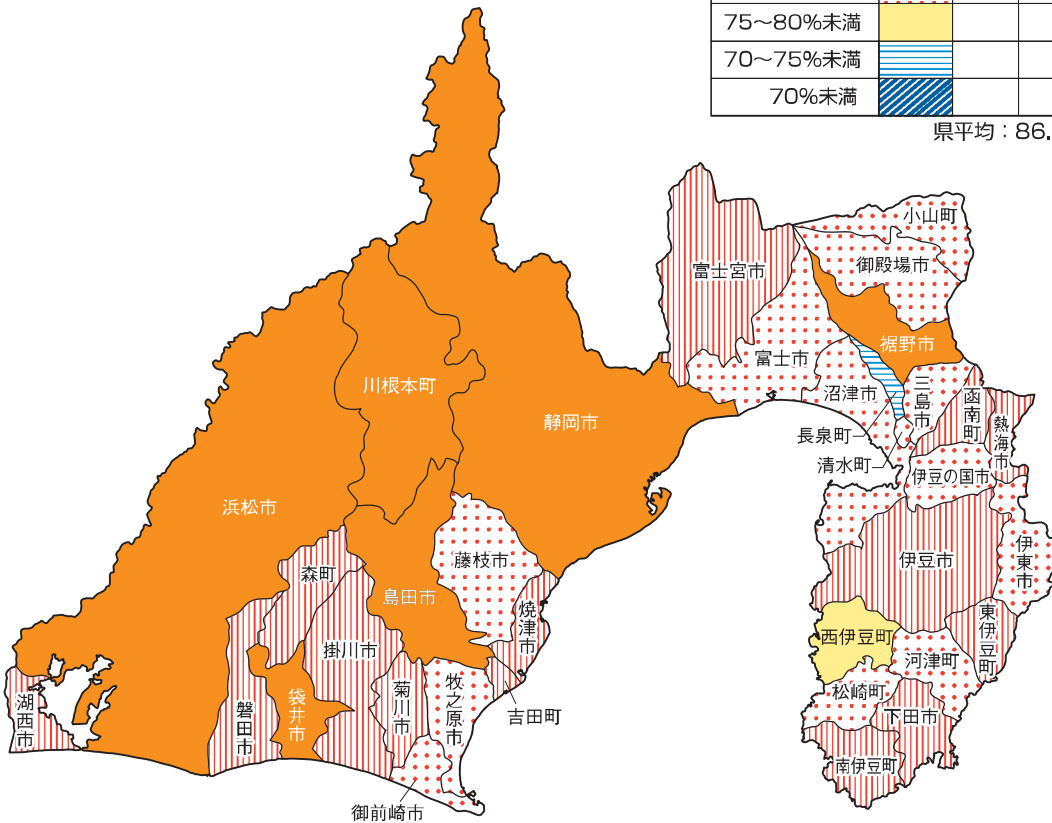 75～80%未満
70～75%未満
70%未満
県平均：86.
小山町
御殿場市
富士宮市
裾野市
富士市
沼津市
三島市
函南町
熱海市
長泉町
清水町
伊豆の国市
川根本町
静岡市
浜松市
藤枝市
森町
島田市
焼津市
伊豆市
伊東市
西伊豆町
東伊豆町
掛川市
河津町
湖西市
磐田市
袋井市
菊川市
牧之原市
吉田町
松崎町
下田市
南伊豆町
御前崎市